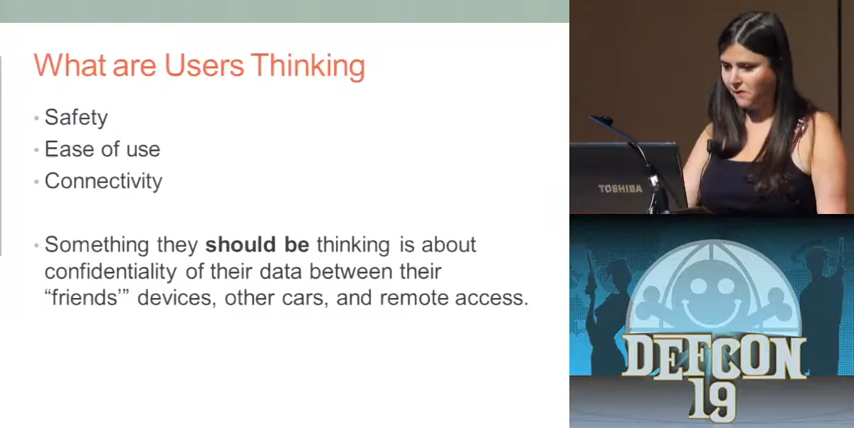 What are Users Thinking
• Safety
• Ease of use
• Connectivity
• Something they should be thinking is about
confidentiality of their data between their
“friends’” devices, other cars, and remote access.
TOSHIBA
DEFCON
19